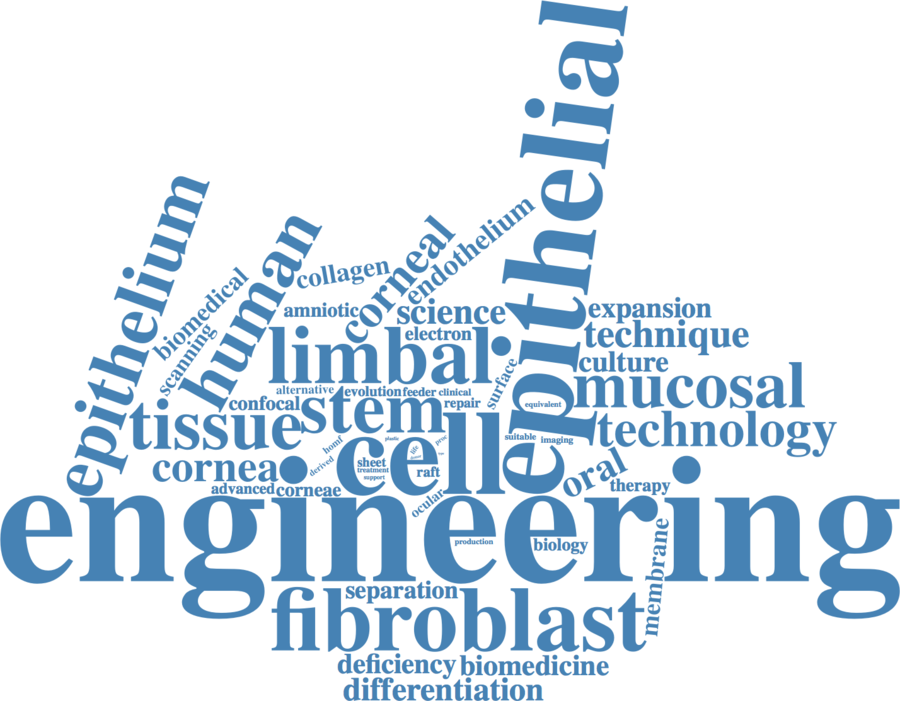 epithelial
epithelium
human
corneal
endothelium
biomedical
scanning
collagen
amniotic
science
electron
expansion
technique
limbal
culture
surface
mucosal
alternative
evolution
feeder
clinical
confocal
stem
repair
equivalent
tissue
technology
cell
homf
plastic
suitable
imaging
cornea
derived
sheet
treatment
support
raft
life
oral
advanced
corneae
ocular
therapy
engineering
production
biology
membrane
separation
fibroblast
deficiency
biomedicine
differentiation